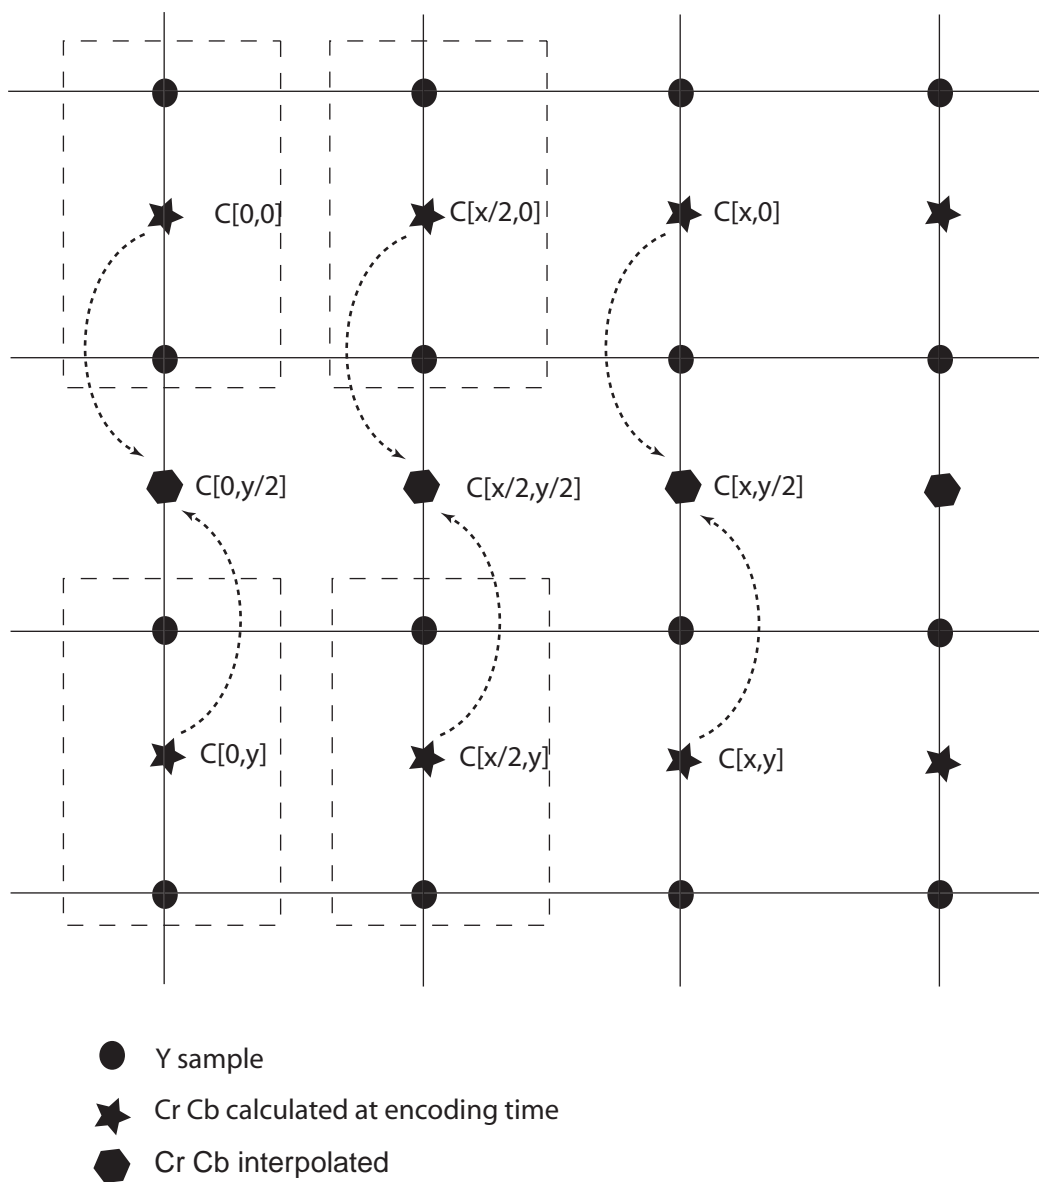 C[0,0] C[x/2,0] C[x,0]
C[0,y/2] C[x/2,y/2] C[x,y/2]
C[0,y] C[x/2,y] C[x,y]
Y sample
Cr Cb calculated at encoding time
Cr Cb interpolated